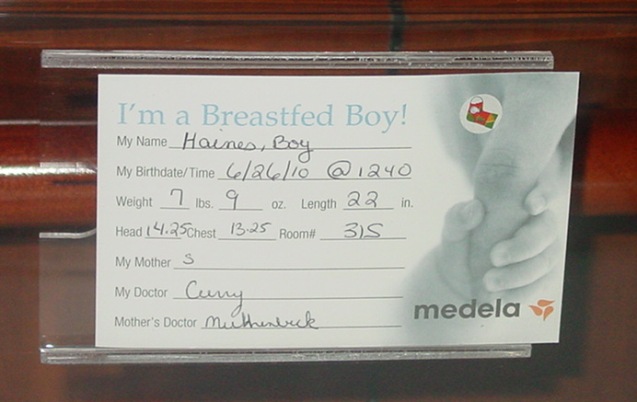 I'm a Breastfed Boy!
My Name Haines, Boy
My Birthdate/Time 6/26/10 @ 1240
Weight 7 lbs. 9 oz. Length 22 in.
Head 14.25 Chest 13.25 Room# 315
My Mother S
My Doctor Curry
Mother's Doctor
medela